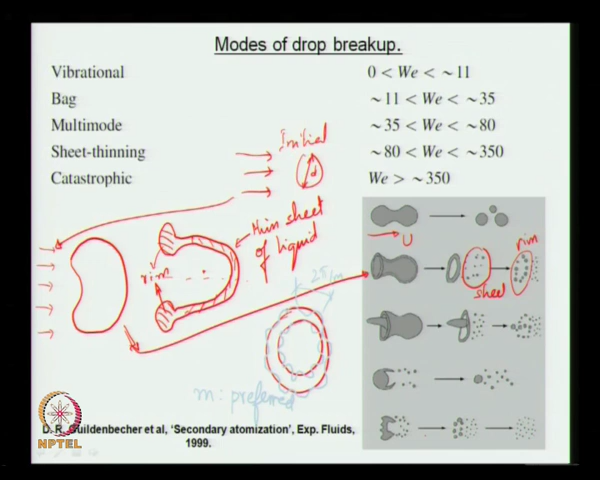 Modes of drop breakup.
Vibrational 0 < We < ~11
Bag ~11 < We < ~35
Multimode ~35 < We < ~80
Sheet-thinning ~80 < We < ~350
Catastrophic We > ~350
Initial
d
thin sheet
of liquid
rim
U
rim
sheet
2π/m
m: preferred
D. R. Guildenbecher et al, ‘Secondary atomization’, Exp. Fluids,
1999.
NPTEL